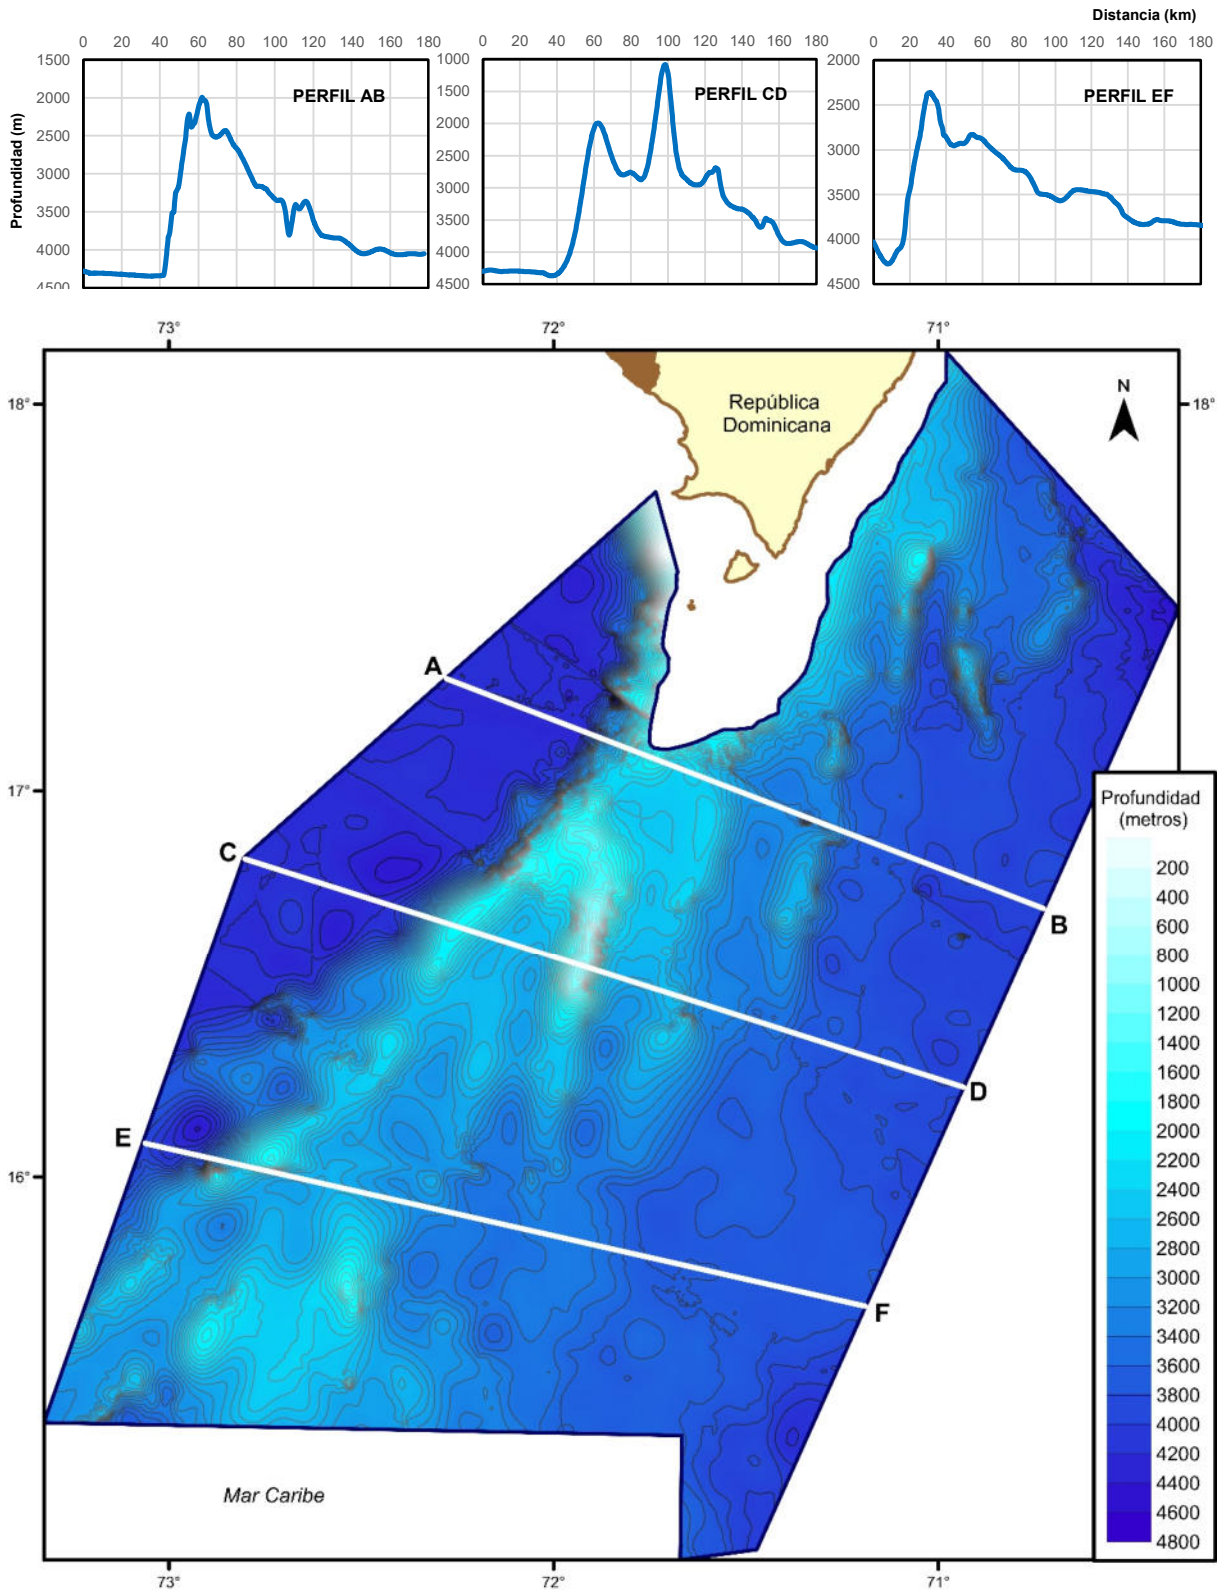 Distancia (km)
0 20 40 60 80 100 120 140 160 180
0 20 40 60 80 100 120 140 160 180
0 20 40 60 80 100 120 140 160 180
Profundidad (m)
1500
2000
2500
3000
3500
4000
4500
PERFIL AB
1000
1500
2000
2500
3000
3500
4000
4500
PERFIL CD
2000
2500
3000
3500
4000
4500
PERFIL EF
73° 72° 71°
18° 18°
República
Dominicana
N
A
17°
C
B
D
E
16°
F
Profundidad
(metros)
200
400
600
800
1000
1200
1400
1600
1800
2000
2200
2400
2600
2800
3000
3200
3400
3600
3800
4000
4200
4400
4600
4800
Mar Caribe
73° 72° 71°